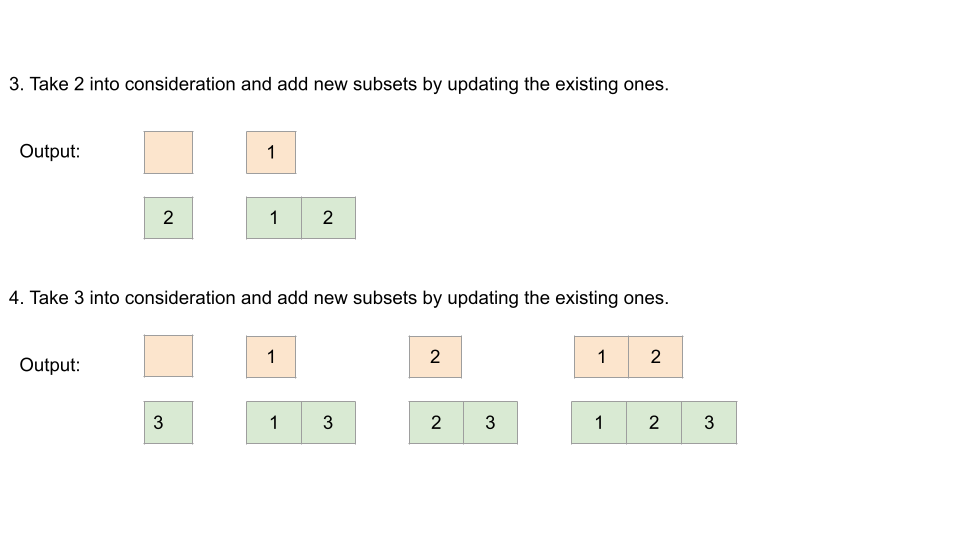 3. Take 2 into consideration and add new subsets by updating the existing ones.
Output:
1
2 1 2
4. Take 3 into consideration and add new subsets by updating the existing ones.
Output:
1 2 1 2
3 1 3 2 3 1 2 3